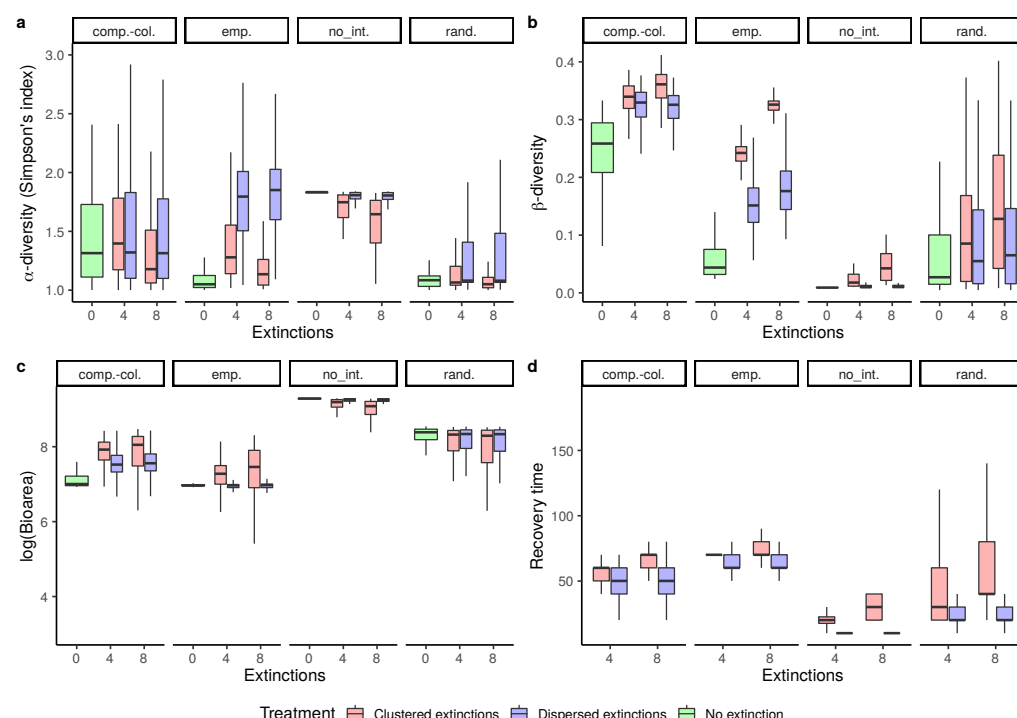 a
comp.-col. emp. no_int. rand.
α-diversity (Simpson's index)
3.0
2.5
2.0
1.5
1.0
0 4 8 0 4 8 0 4 8 0 4 8
Extinctions
b
comp.-col. emp. no_int. rand.
β-diversity
0.4
0.3
0.2
0.1
0.0
0 4 8 0 4 8 0 4 8 0 4 8
Extinctions
c
comp.-col. emp. no_int. rand.
log(Bioarea)
8
6
4
0 4 8 0 4 8 0 4 8 0 4 8
Extinctions
d
comp.-col. emp. no_int. rand.
Recovery time
150
100
50
4 8 4 8 4 8 4 8
Extinctions
Treatment Clustered extinctions Dispersed extinctions No extinction